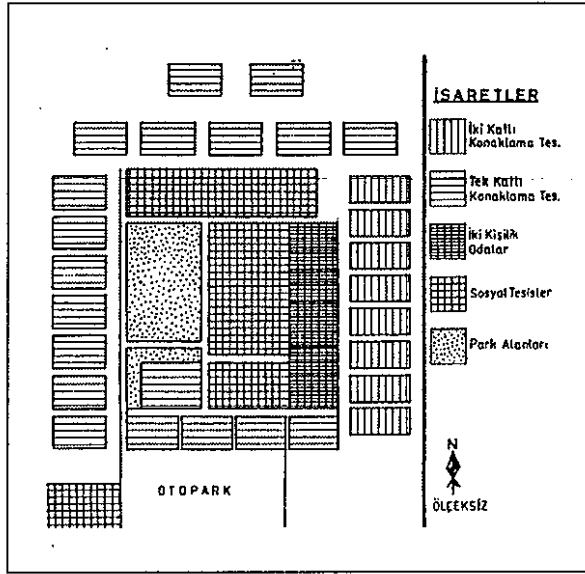 İŞARETLER
İki Katlı
Konaklama Tes.
Tek Katlı
Konaklama Tes.
İki Kişilik
Odalar
Sosyal Tesisler
Park Alanları
N
OTOPARK
ÖLÇEKSİZ